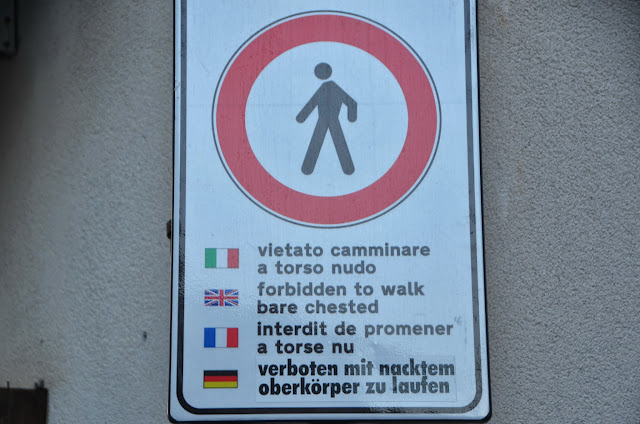 vietato camminare
a torso nudo
forbidden to walk
bare chested
interdit de promener
a torse nu
verboten mit nacktem
oberkörper zu laufen